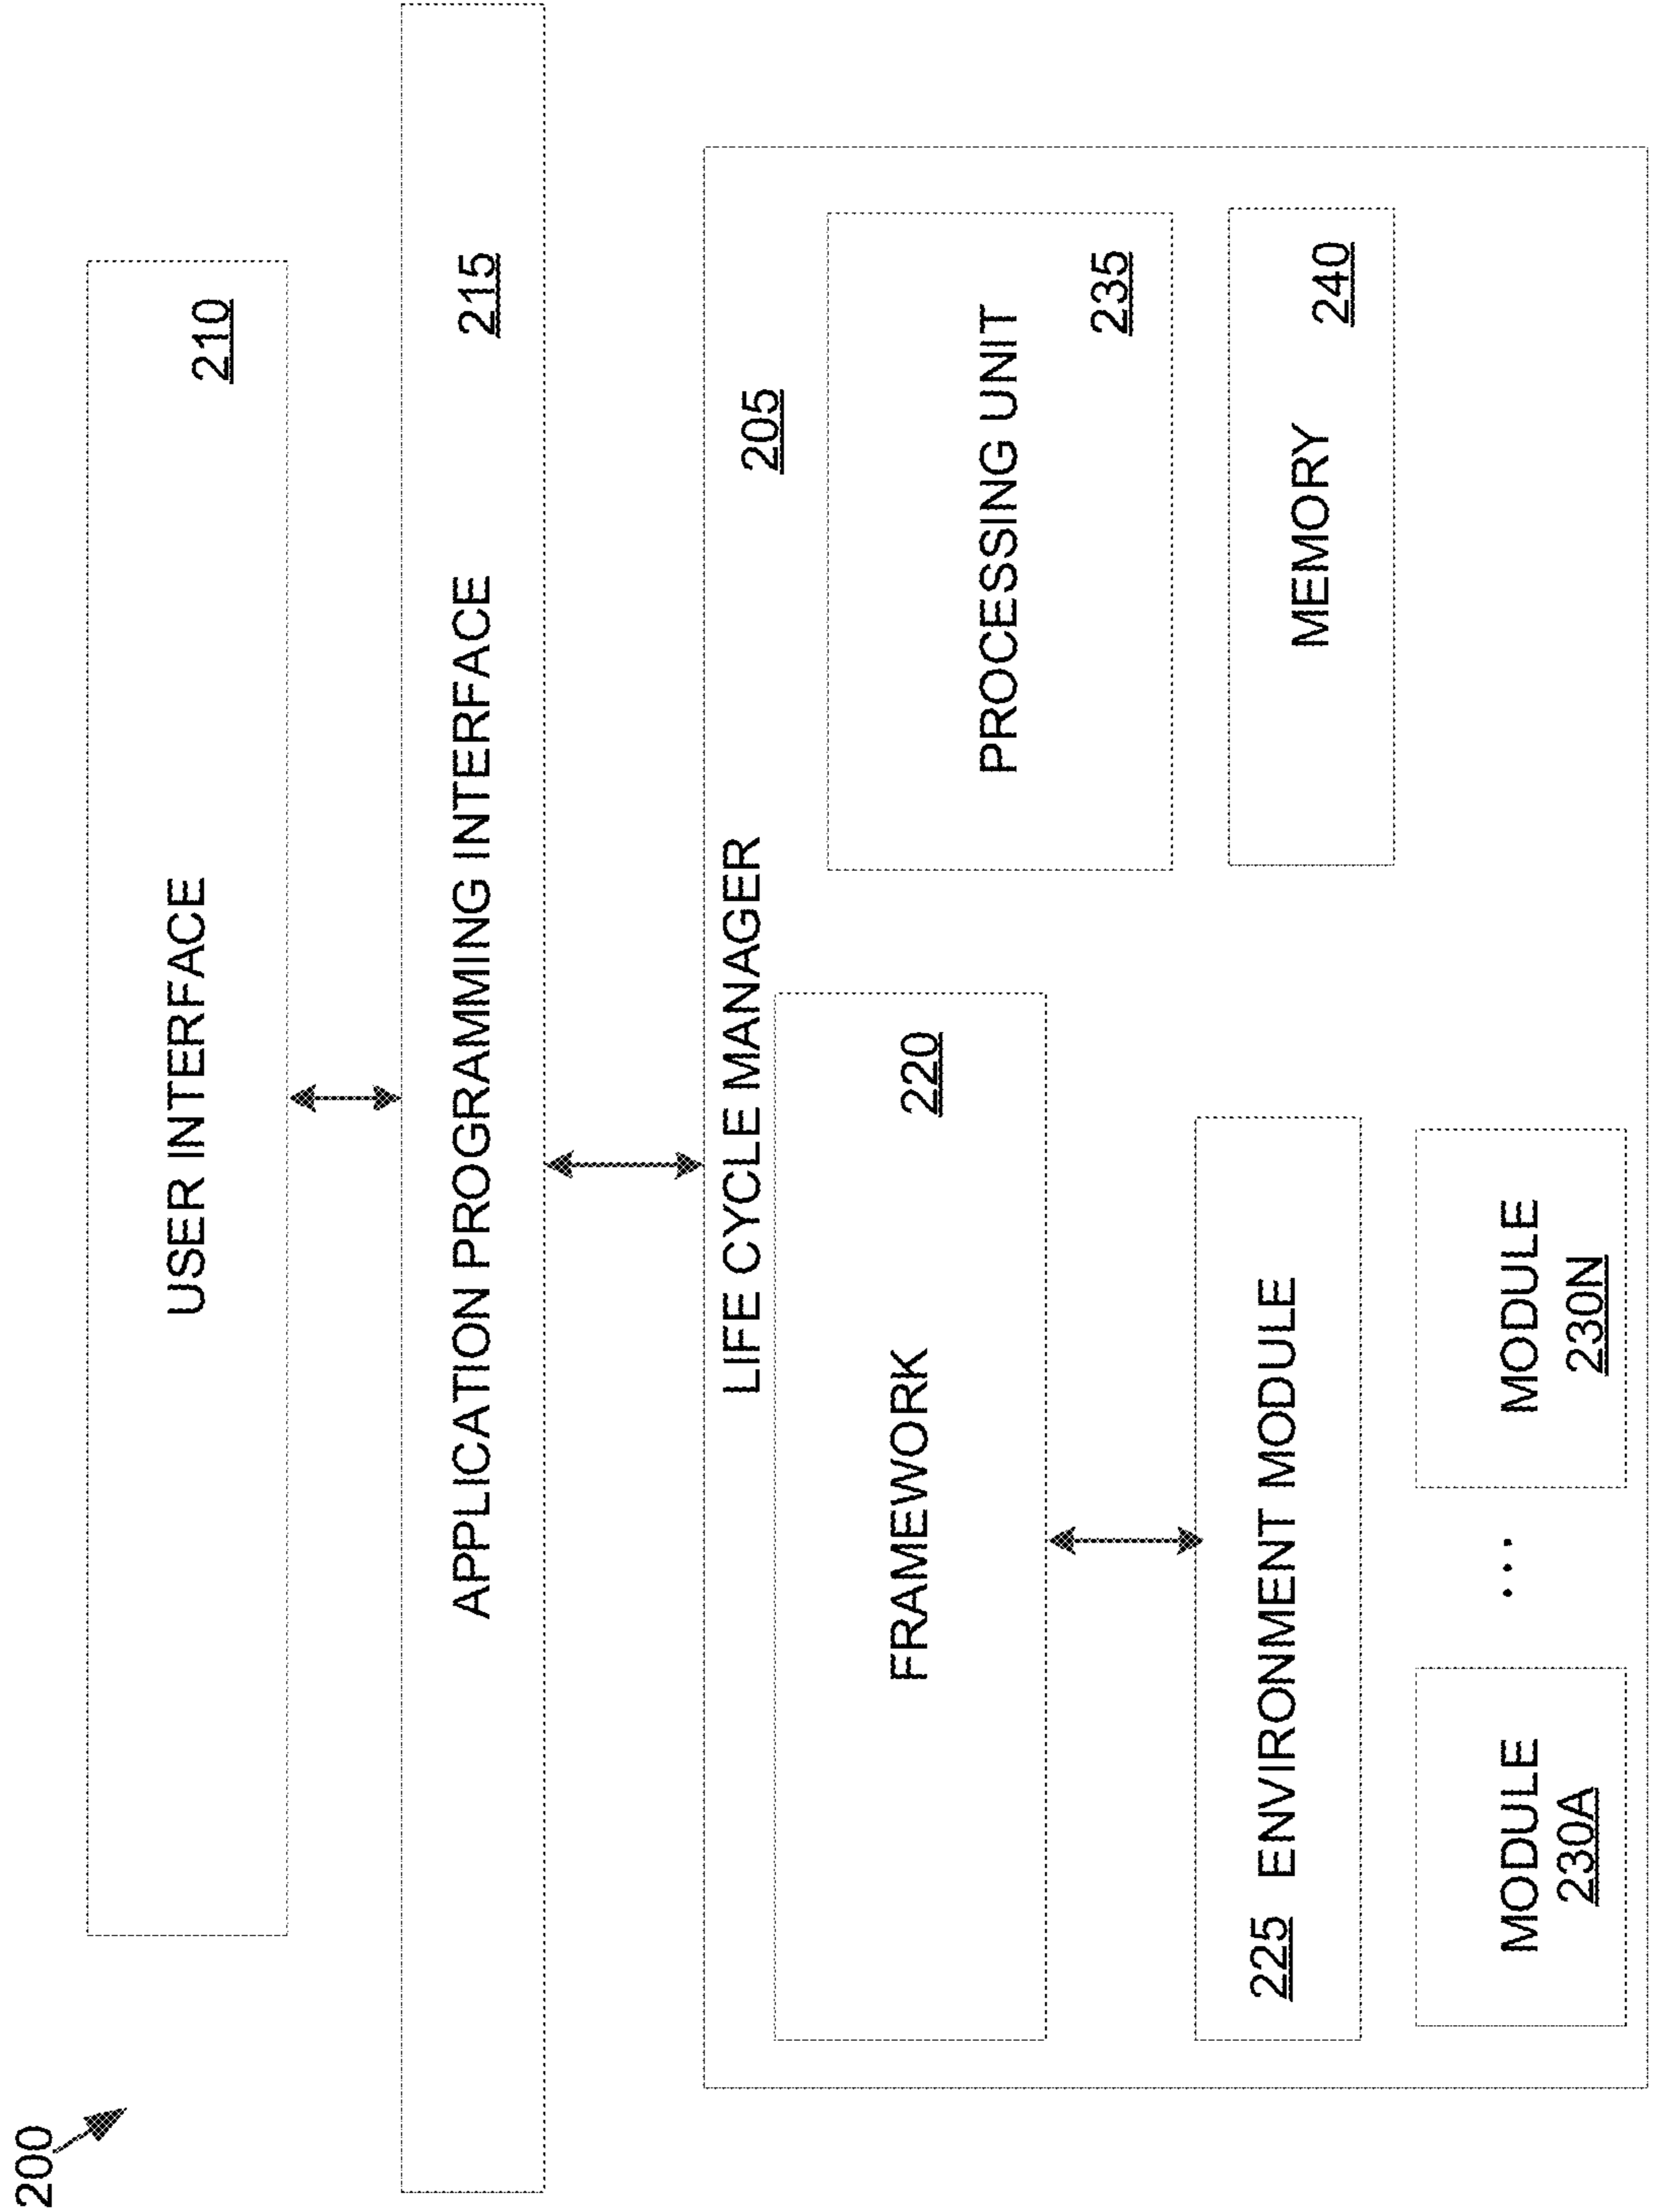 200
USER INTERFACE
210
APPLICATION PROGRAMMING INTERFACE
215
LIFE CYCLE MANAGER
205
FRAMEWORK
220
PROCESSING UNIT
235
225 ENVIRONMENT MODULE
MEMORY
240
MODULE
230A
...
MODULE
230N